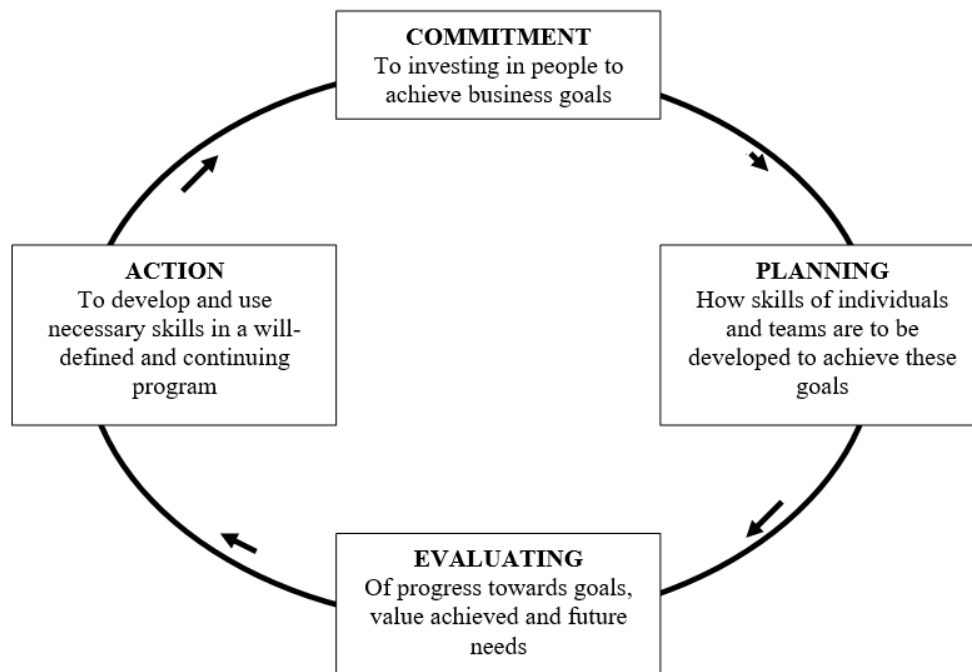 COMMITMENT
To investing in people to
achieve business goals
ACTION
To develop and use
necessary skills in a will-
defined and continuing
program
PLANNING
How skills of individuals
and teams are to be
developed to achieve these
goals
EVALUATING
Of progress towards goals,
value achieved and future
needs